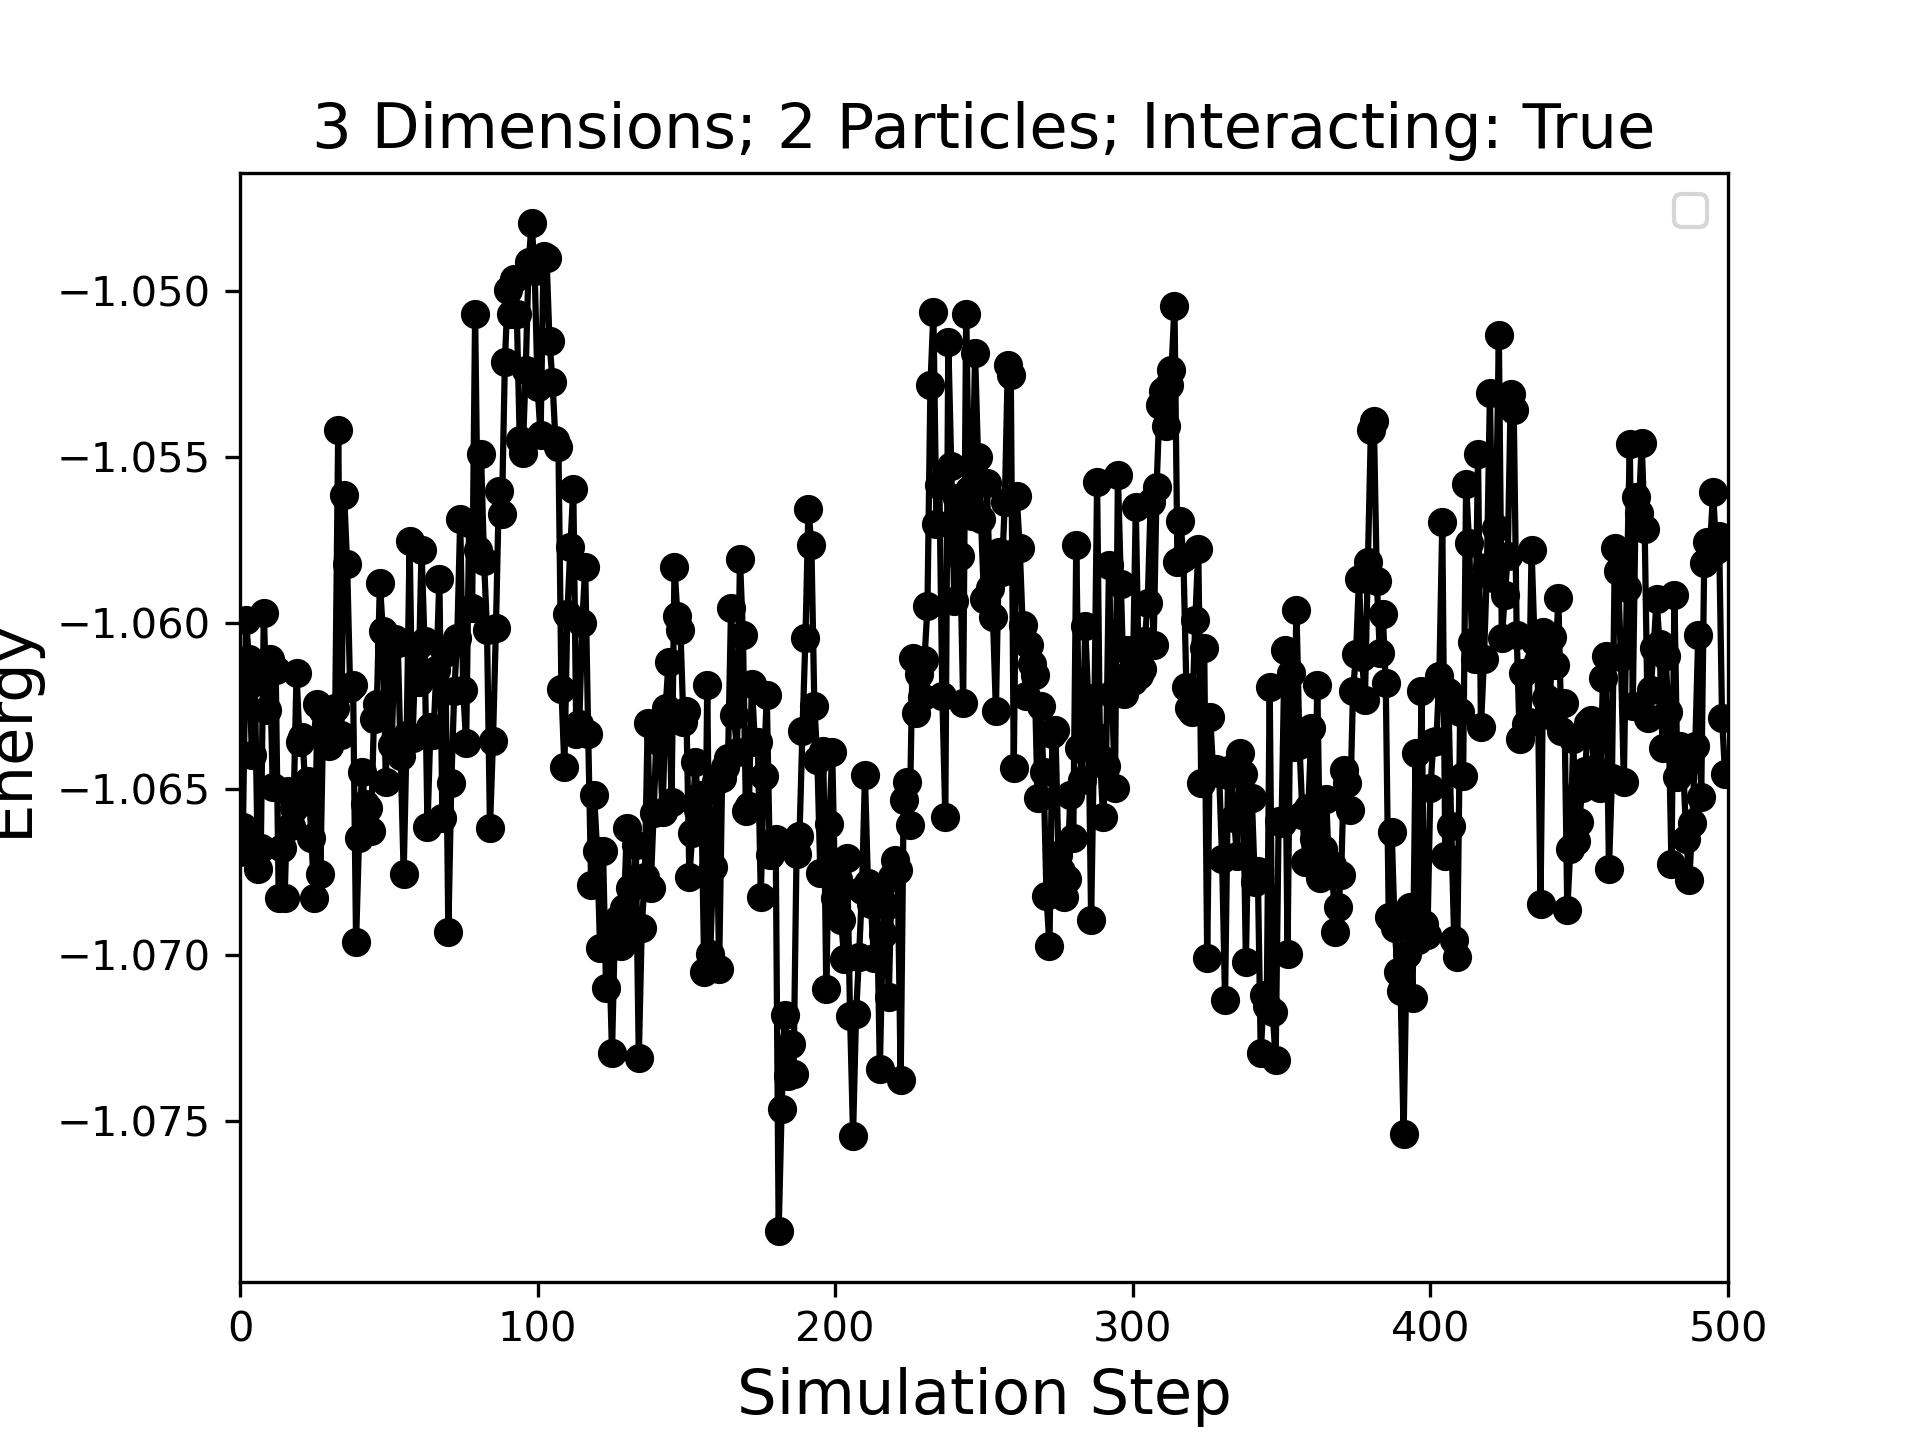 3 Dimensions; 2 Particles; Interacting: True
−1.050
−1.055
−1.060
−1.065
−1.070
−1.075
Energy
0 100 200 300 400 500
Simulation Step